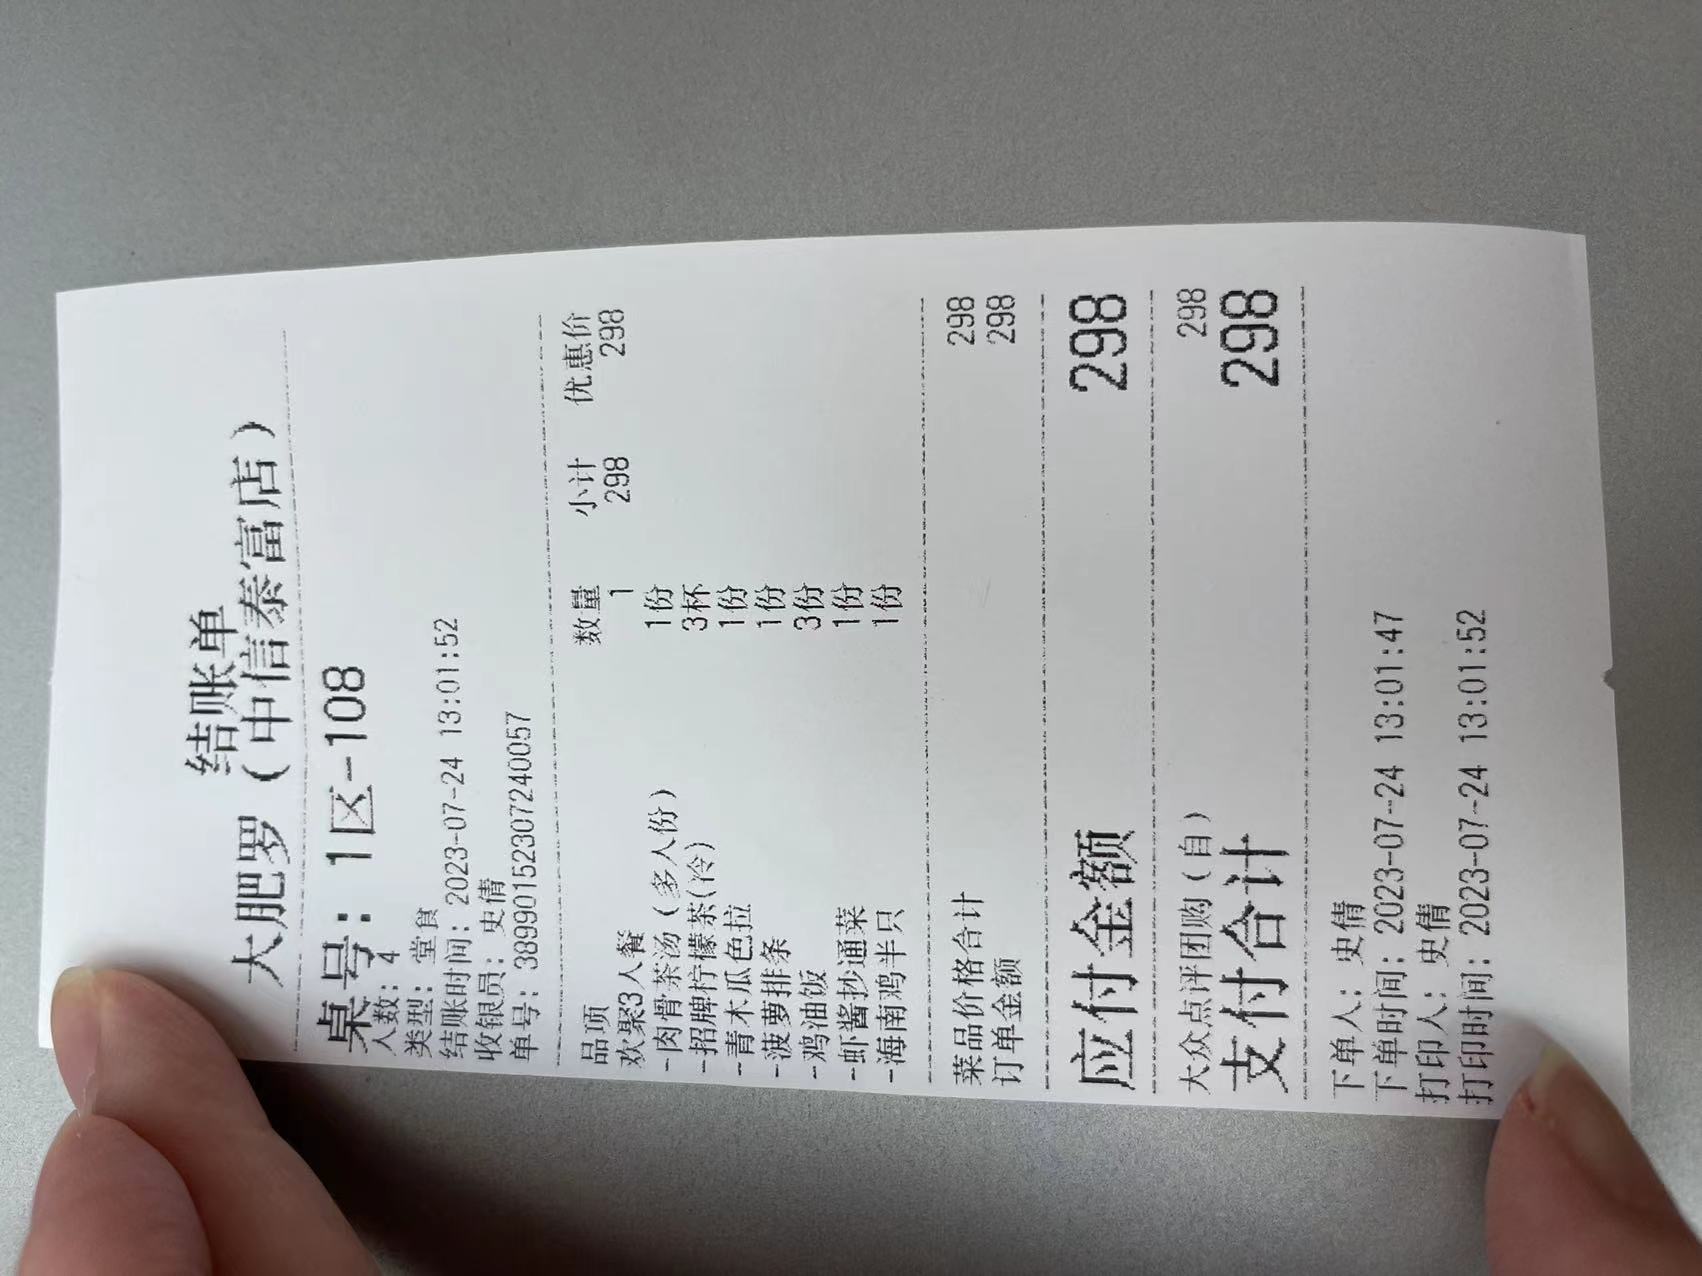 结账单
大肥罗（中信泰富店）
桌号：1区-108
人数：4
类型：堂食
结账时间：2023-07-24 13:01:52
收银员：史倩
单号：389901523072400​57
品项 数量 小计 优惠价
欢聚3人餐 1 298 298
-肉骨茶汤（多人份） 1份
-招牌柠檬茶(冷) 3杯
-青木瓜色拉 1份
-菠萝排条 1份
-鸡油饭 3份
-虾酱抄通菜 1份
-海南鸡半只 1份
菜品价格合计 298
订单金额 298
应付金额 298
大众点评团购（自） 298
支付合计 298
下单人：史倩
下单时间：2023-07-24 13:01:47
打印人：史倩
打印时间：2023-07-24 13:01:52